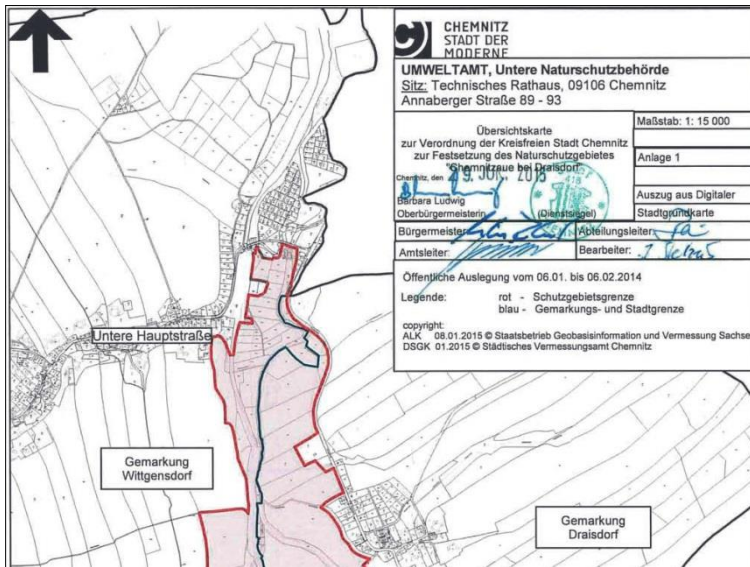 CHEMNITZ
STADT DER
MODERNE
UMWELTAMT, Untere Naturschutzbehörde
Sitz: Technisches Rathaus, 09106 Chemnitz
Annaberger Straße 89 - 93
Übersichtskarte
zur Verordnung der Kreisfreien Stadt Chemnitz
zur Festsetzung des Naturschutzgebietes
"Chemnitzaue bei Draisdorf"
Maßstab: 1: 15 000
Anlage 1
Auszug aus Digitaler
Stadtgrundkarte
Chemnitz, den 2015
Barbara Ludwig
Oberbürgermeisterin (Dienstsiegel)
Bürgermeister: Abteilungsleiter:
Amtsleiter: Bearbeiter:
Öffentliche Auslegung vom 06.01. bis 06.02.2014
Legende: rot - Schutzgebietsgrenze
blau - Gemarkungs- und Stadtgrenze
copyright:
ALK 08.01.2015 © Staatsbetrieb Geobasisinformation und Vermessung Sachse
DSGK 01.2015 © Städtisches Vermessungsamt Chemnitz
Untere Hauptstraße
Gemarkung
Wittgensdorf
Gemarkung
Draisdorf